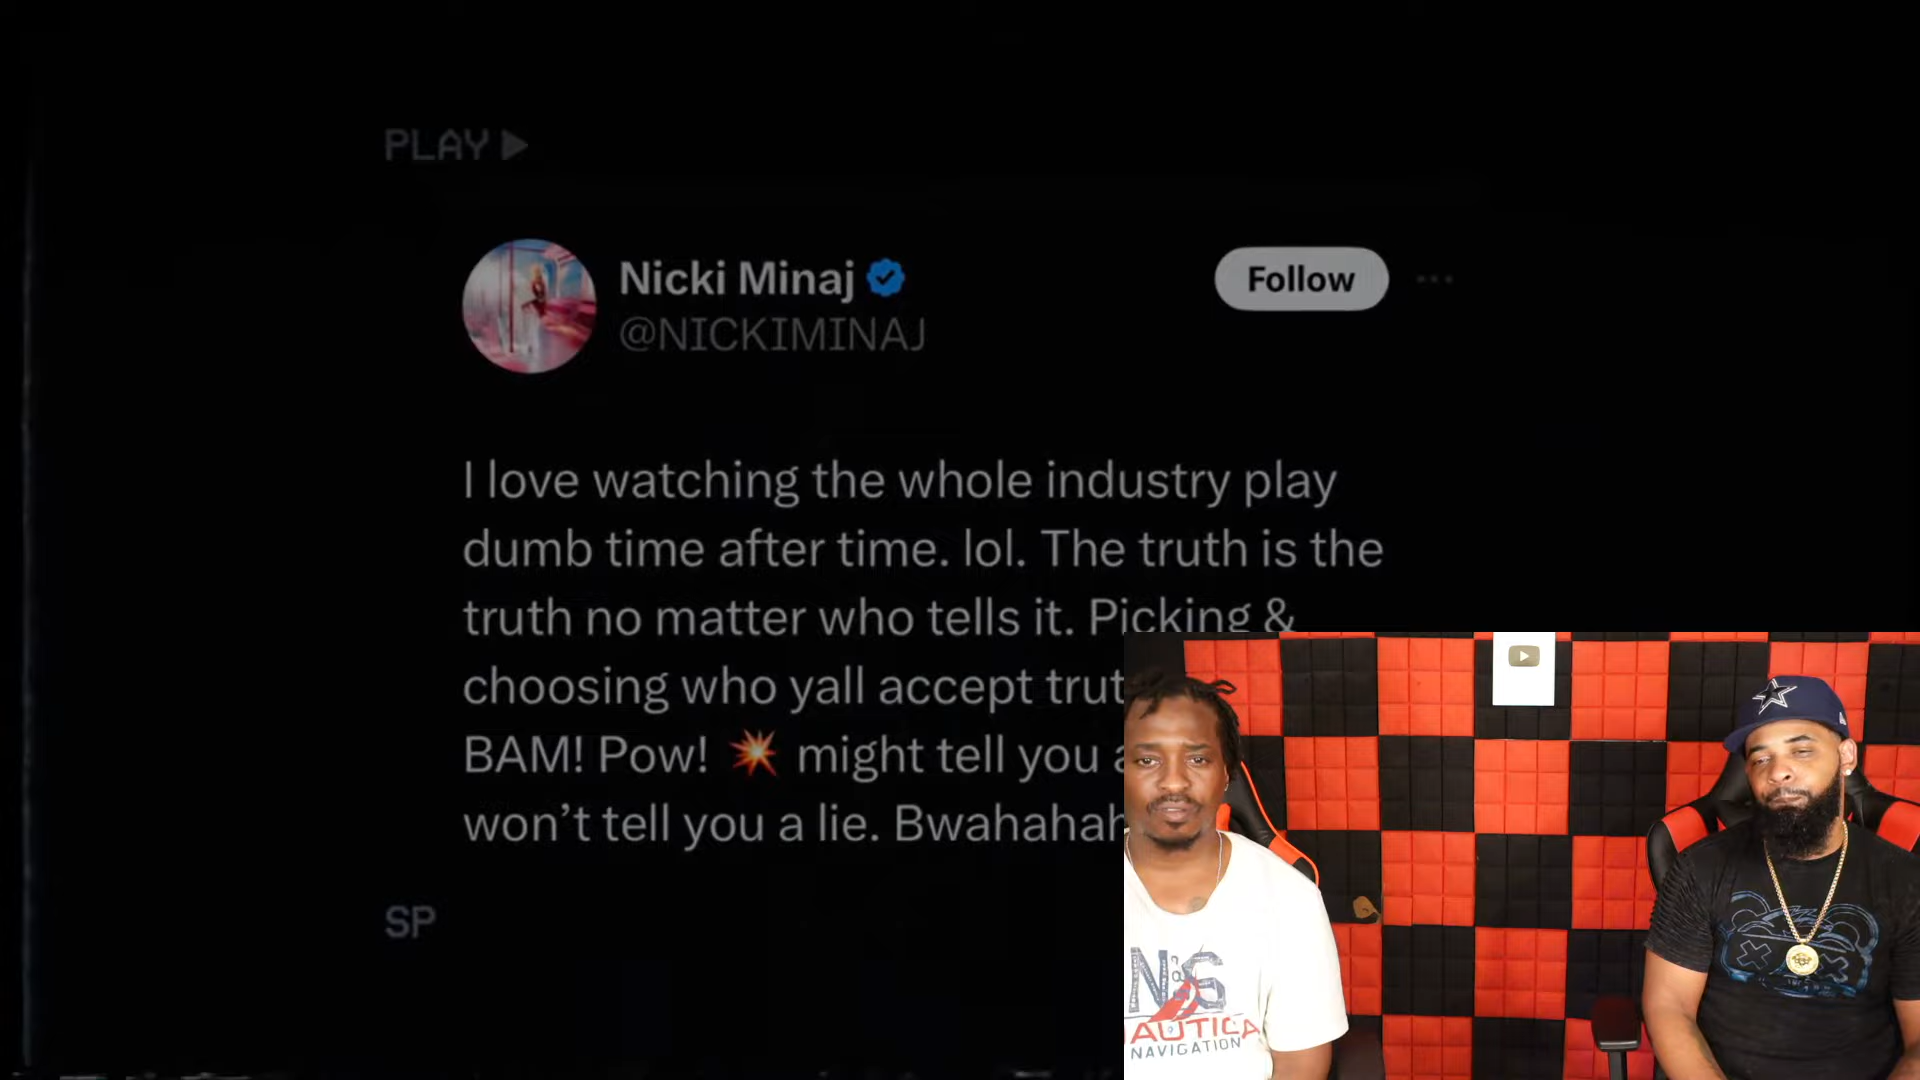 PLAY
Nicki Minaj
@NICKIMINAJ
Follow
I love watching the whole industry play
dumb time after time. lol. The truth is the
truth no matter who tells it. Picking &
choosing who yall accept
BAM! Pow! 💥 might tell you
won’t tell you a lie.
SP
NAUTICA
NAVIGATION